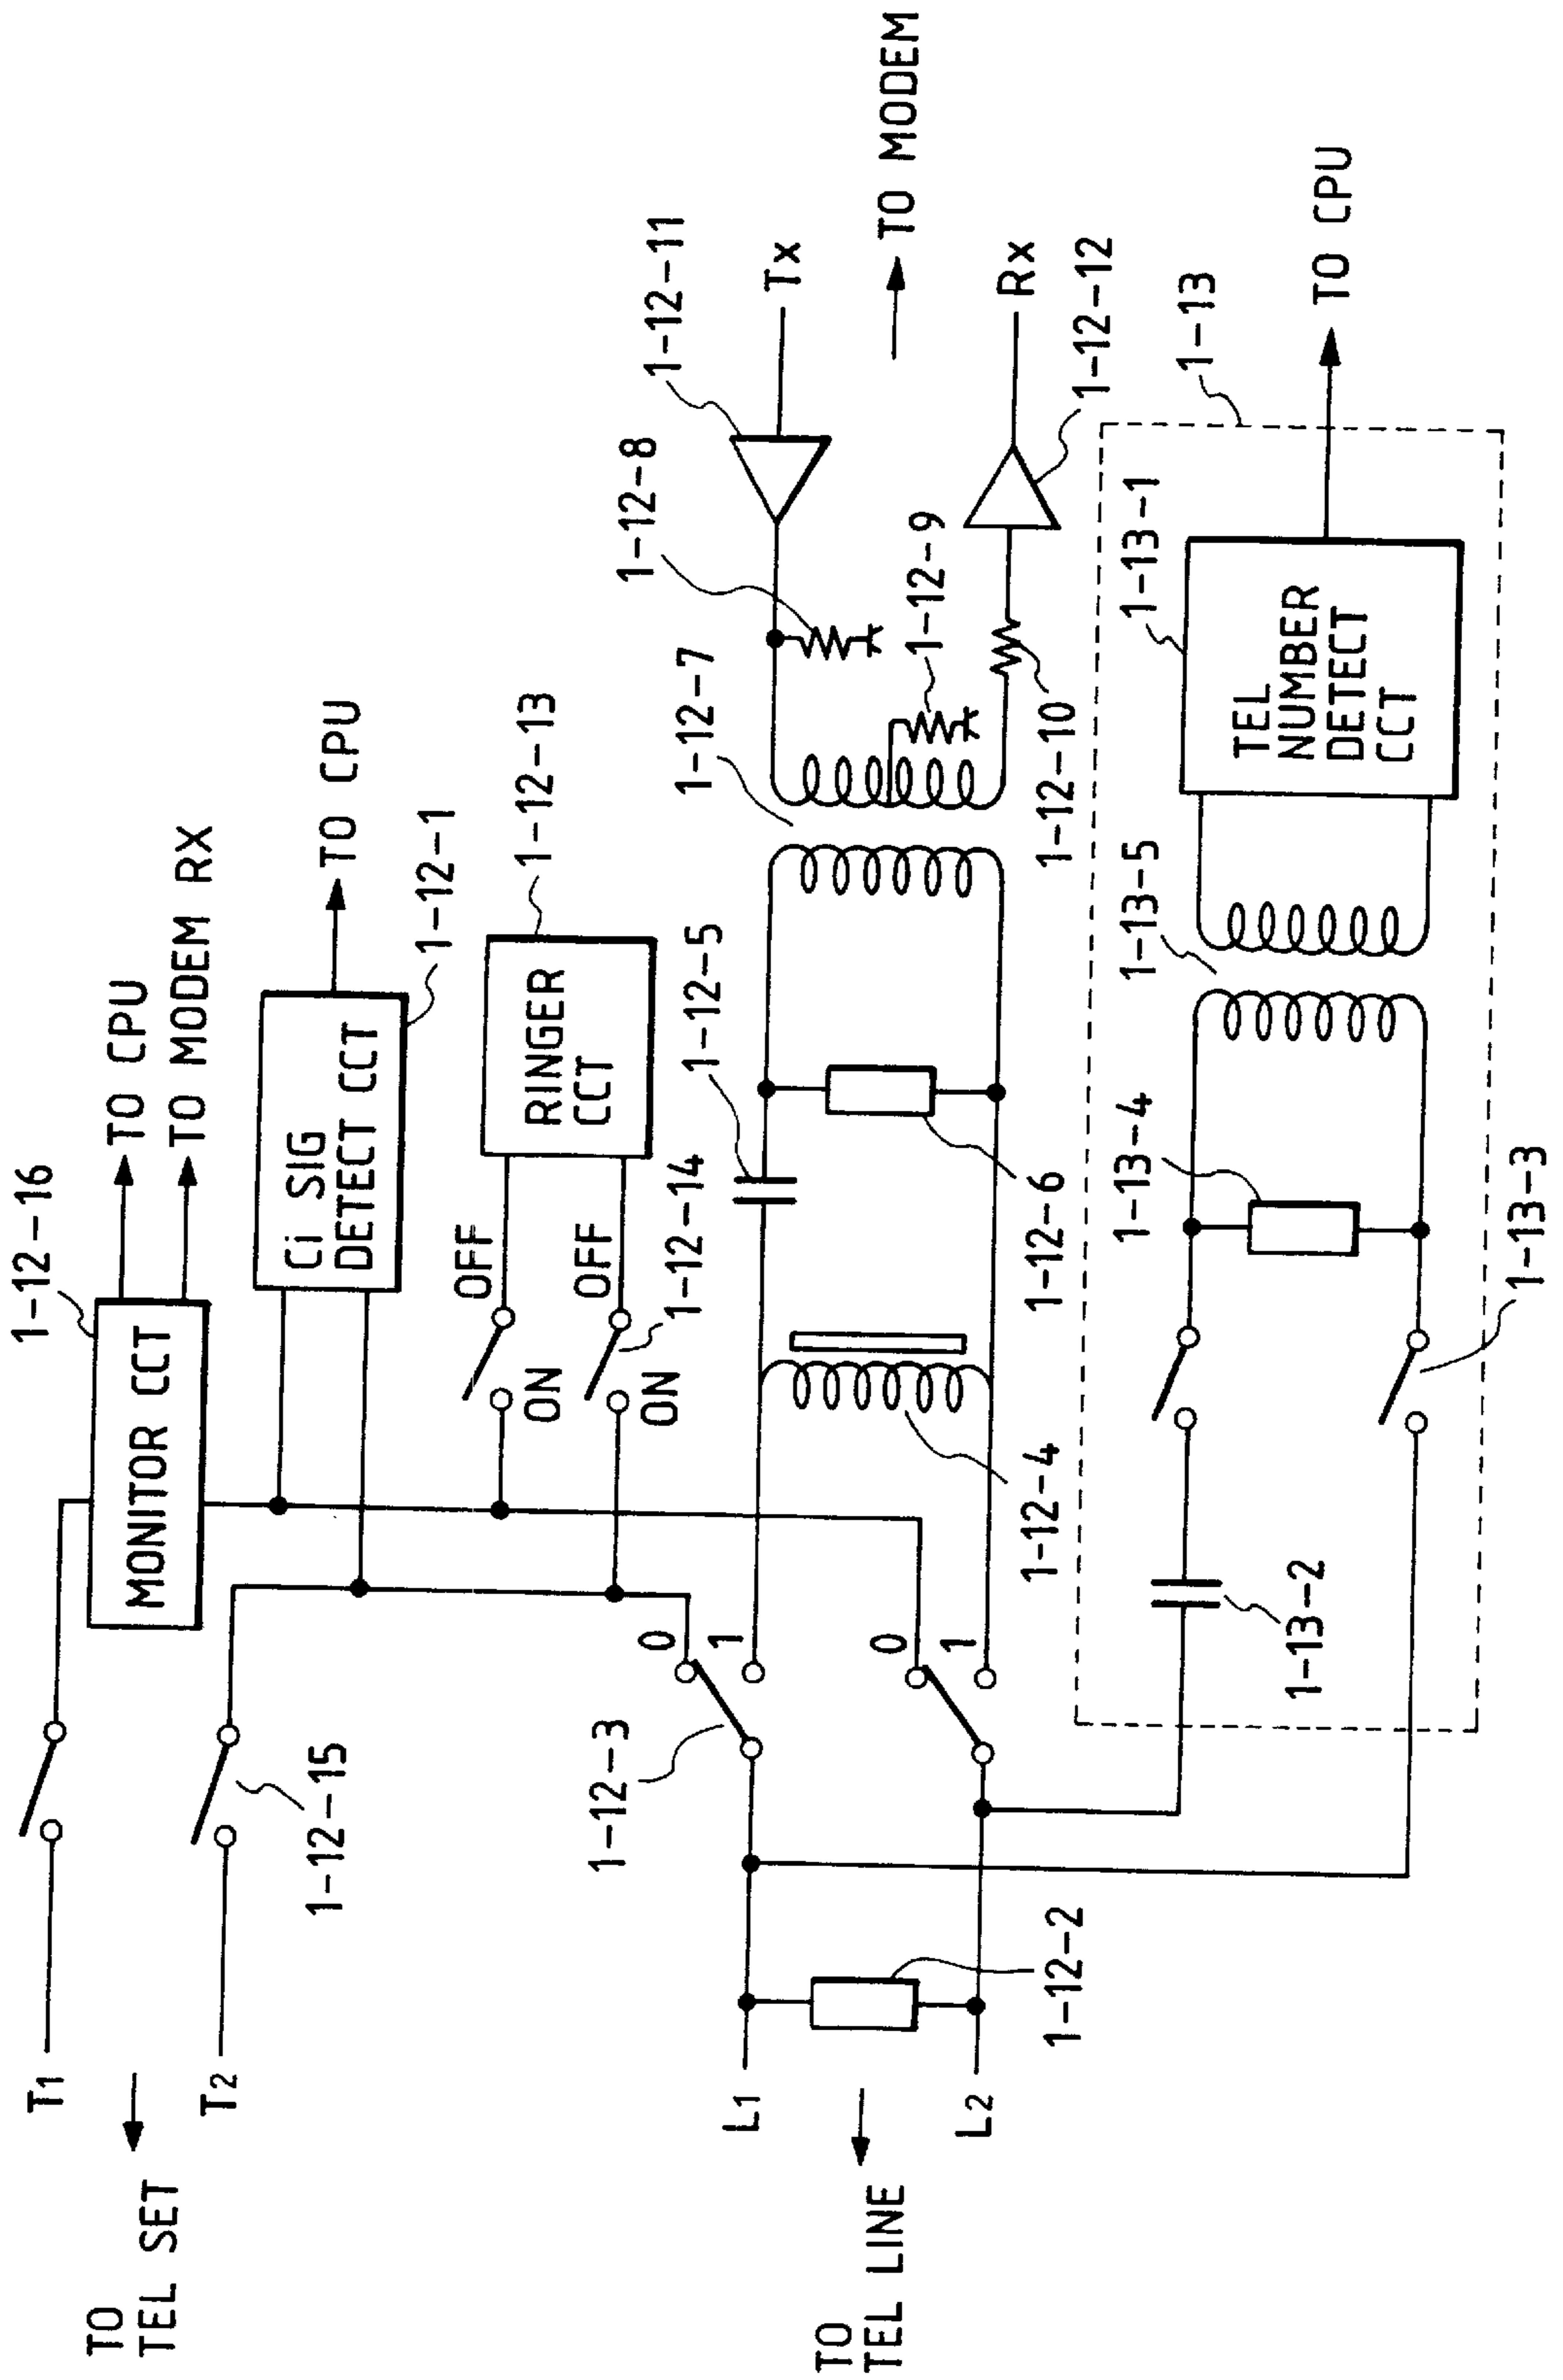 TO
TEL SET
T1
T2
1-12-15
1-12-16
MONITOR CCT
TO CPU
TO MODEM RX
Ci SIG
DETECT CCT
TO CPU
1-12-1
RINGER
CCT
1-12-13
OFF
ON
OFF
ON
1-12-14
TO
TEL LINE
L1
L2
1-12-2
1-12-3
0
1
0
1
1-12-4
1-12-5
1-12-6
1-12-7
1-12-8
1-12-9
1-12-10
1-12-11
Tx
TO MODEM
Rx
1-12-12
1-13
1-13-2
1-13-3
1-13-4
1-13-5
1-13-1
TEL
NUMBER
DETECT
CCT
TO CPU